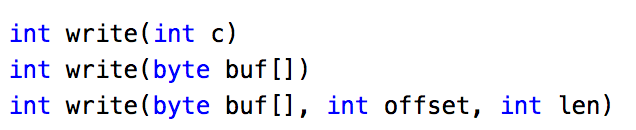 int write(int c)
int write(byte buf[])
int write(byte buf[], int offset, int len)